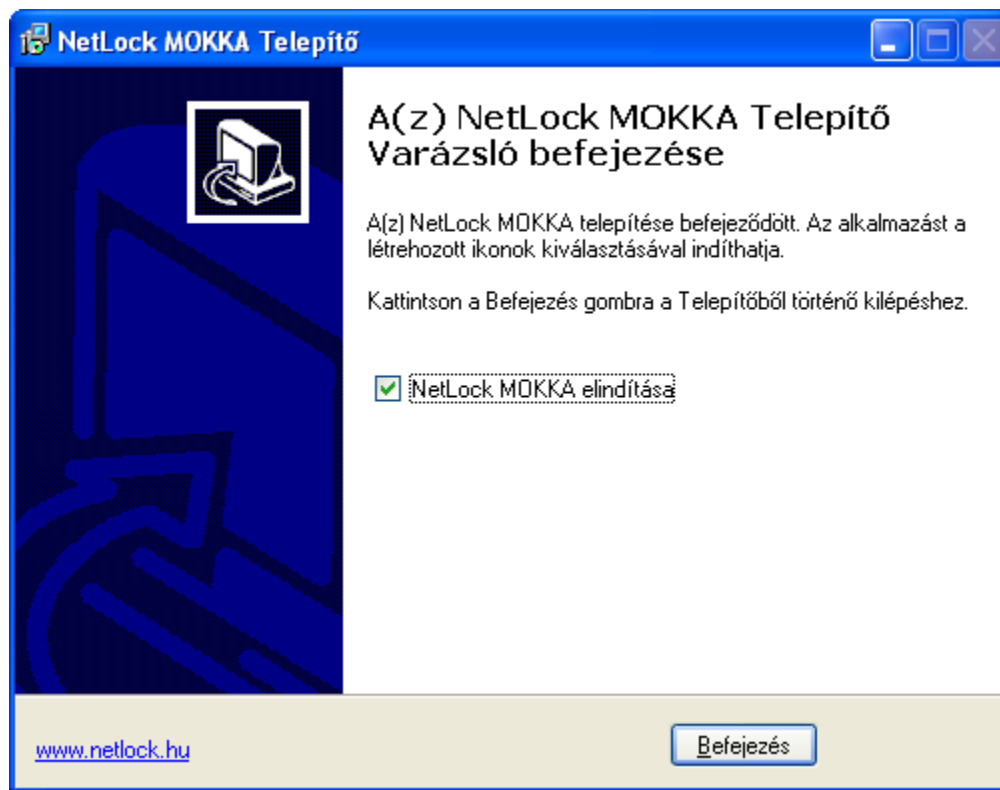 NetLock MOKKA Telepítő
A(z) NetLock MOKKA Telepítő
Varázsló befejezése
A(z) NetLock MOKKA telepítése befejeződött. Az alkalmazást a
létrehozott ikonok kiválasztásával indíthatja.
Kattintson a Befejezés gombra a Telepítőből történő kilépéshez.
NetLock MOKKA elindítása
www.netlock.hu
Befejezés